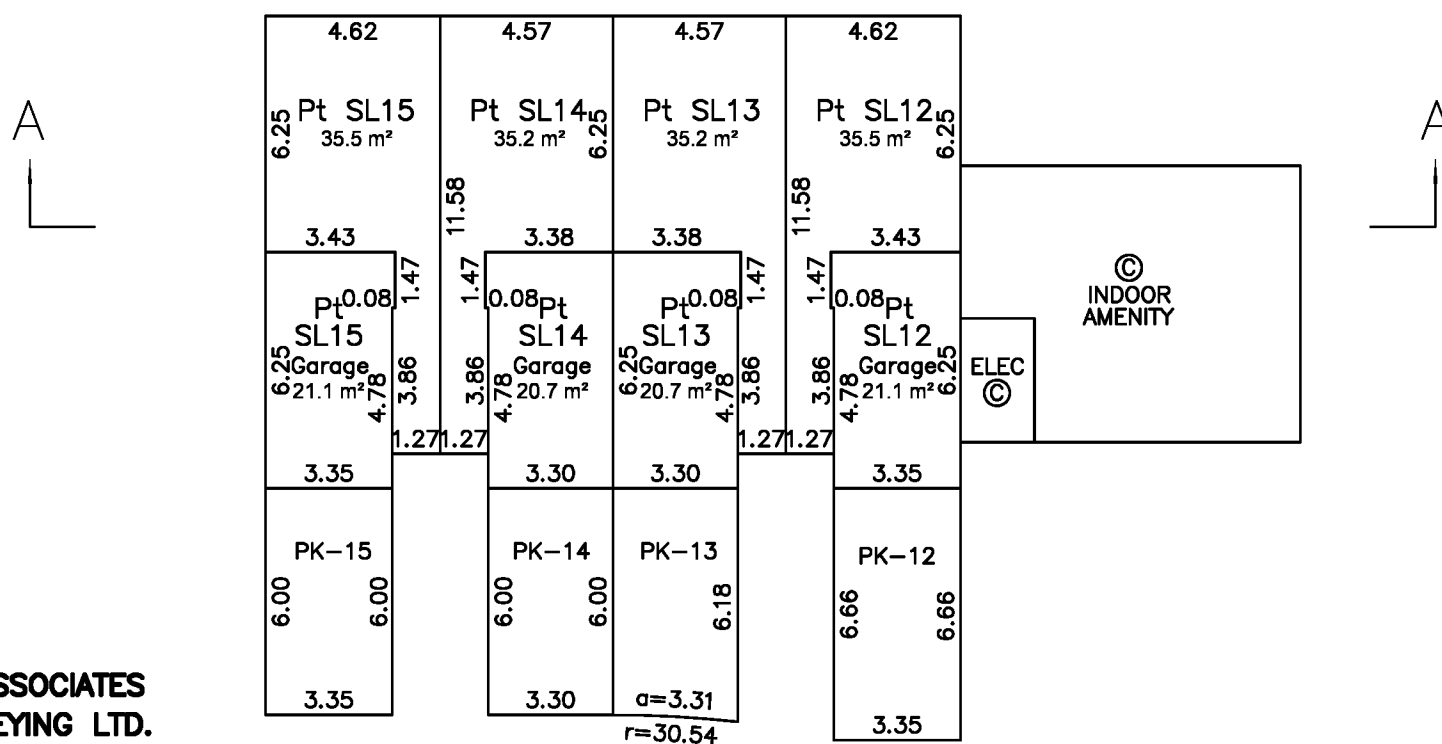 4.62 4.57 4.57 4.62
A A
Pt SL15 Pt SL14 Pt SL13 Pt SL12
35.5 m² 35.2 m² 35.2 m² 35.5 m²
6.25 6.25 6.25
11.58 11.58
3.43 3.38 3.38 3.43
1.47 1.47 1.47 1.47
0.08 0.08 0.08 0.08
Pt Pt Pt Pt
SL15 SL14 SL13 SL12
Garage Garage Garage Garage
21.1 m² 20.7 m² 20.7 m² 21.1 m²
6.25 6.25 6.25
4.78 3.86 3.86 4.78 4.78 3.86 3.86 4.78
©
INDOOR
AMENITY
ELEC
©
1.27 1.27 1.27 1.27
3.35 3.30 3.30 3.35
PK-15 PK-14 PK-13 PK-12
6.00 6.00 6.00 6.00 6.18 6.66 6.66
3.35 3.30 a=3.31
r=30.54 3.35
SSOCIATES
EYING LTD.